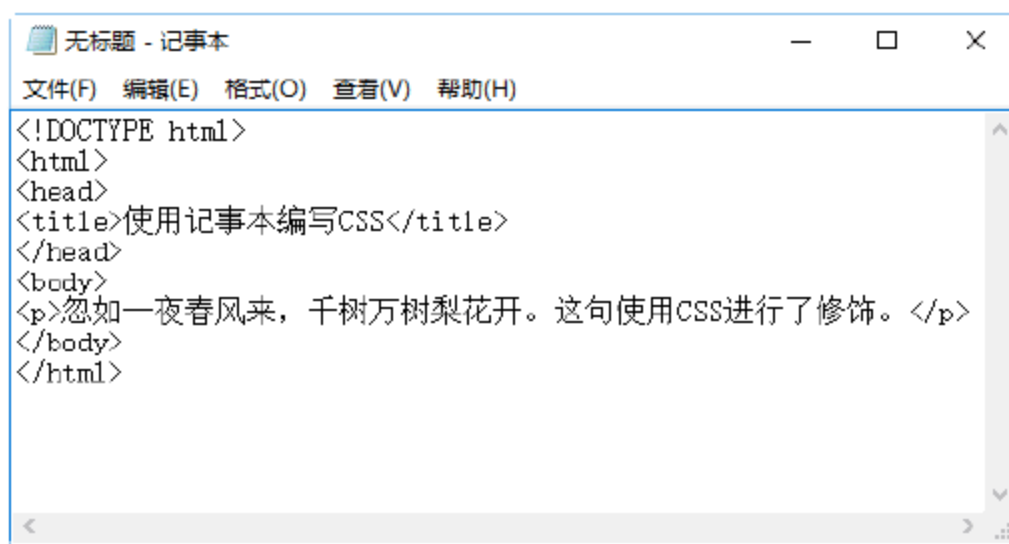 无标题 - 记事本
文件(F) 编辑(E) 格式(O) 查看(V) 帮助(H)
<!DOCTYPE html>
<html>
<head>
<title>使用记事本编写CSS</title>
</head>
<body>
<p>忽如一夜春风来，千树万树梨花开。这句使用CSS进行了修饰。</p>
</body>
</html>